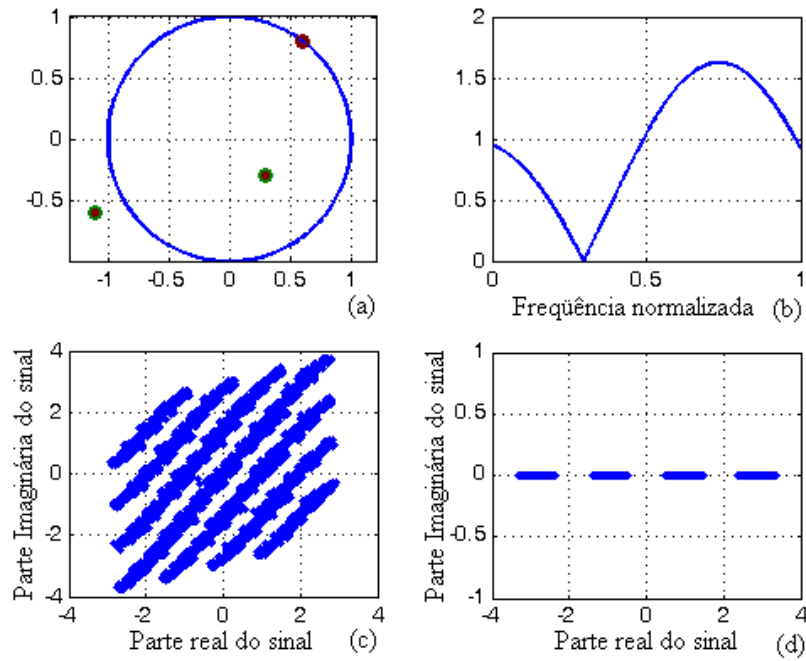 1
0.5
0
-0.5
-1 -0.5 0 0.5 1
(a)
2
1.5
1
0.5
0
0 0.5 1
Freqüência normalizada (b)
Parte Imaginária do sinal
4
2
0
-2
-4
-4 -2 0 2 4
Parte real do sinal (c)
Parte Imaginária do sinal
1
0.5
0
-0.5
-1
-4 -2 0 2 4
Parte real do sinal (d)